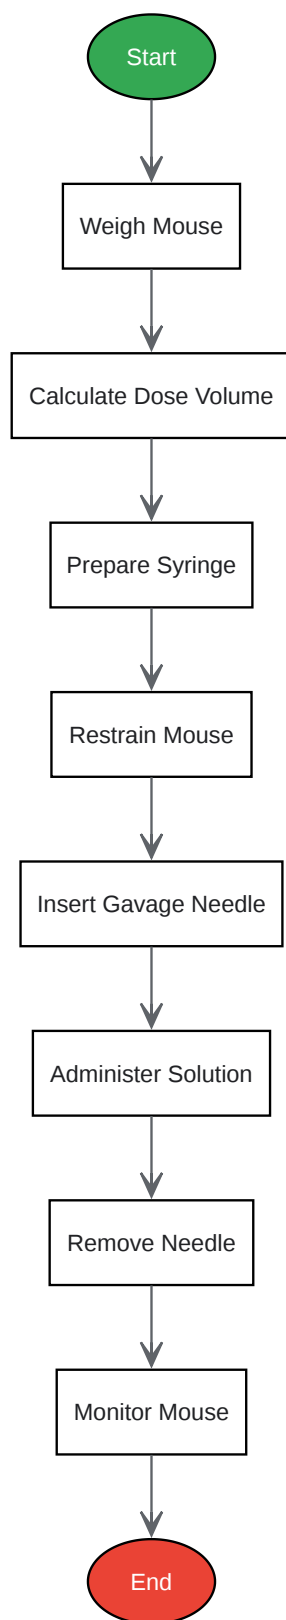 Start
Weigh Mouse
Calculate Dose Volume
Prepare Syringe
Restrain Mouse
Insert Gavage Needle
Administer Solution
Remove Needle
Monitor Mouse
End